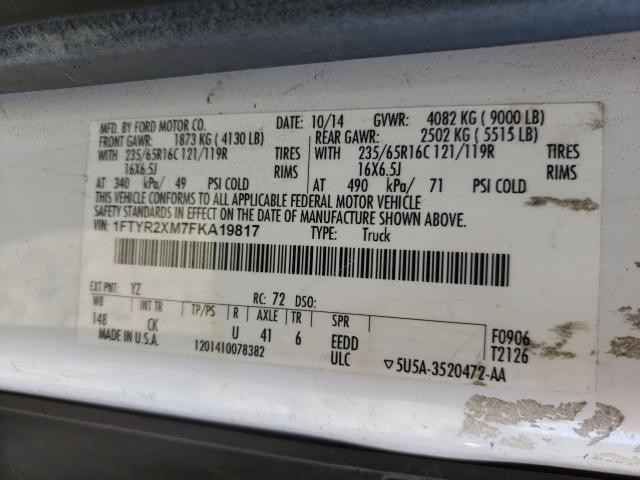 MFD. BY FORD MOTOR CO. DATE: 10/14 GVWR: 4082 KG ( 9000 LB)
FRONT GAWR: 1873 KG ( 4130 LB) REAR GAWR: 2502 KG ( 5515 LB)
WITH 235/65R16C 121/119R TIRES WITH 235/65R16C 121/119R TIRES
16X6.5J RIMS 16X6.5J RIMS
AT 340 kPa/ 49 PSI COLD AT 490 kPa/ 71 PSI COLD
THIS VEHICLE CONFORMS TO ALL APPLICABLE FEDERAL MOTOR VEHICLE
SAFETY STANDARDS IN EFFECT ON THE DATE OF MANUFACTURE SHOWN ABOVE.
VIN: 1FTYR2XM7FKA19817 TYPE: Truck
EXT PNT: YZ RC: 72 DSO:
WB INT TR TP/PS R AXLE TR SPR
148 CK U 41 6 EEDD F0906
MADE IN U.S.A. 1201410078382 ULC T2126
▽5U5A-3520472-AA